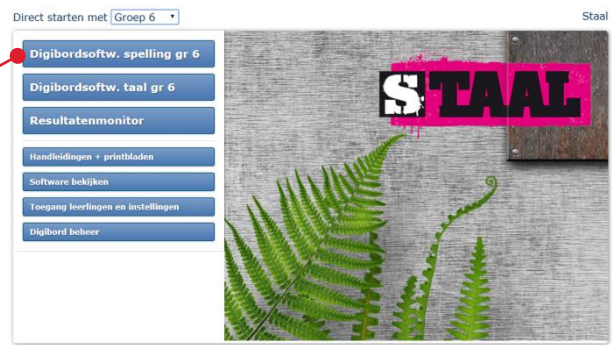 Direct starten met Groep 6
Staal
Digibordsoftw. spelling gr 6
Digibordsoftw. taal gr 6
Resultatenmonitor
Handleidingen + printbladen
Software bekijken
Toegang leerlingen en instellingen
Digibord beheer
STAAL